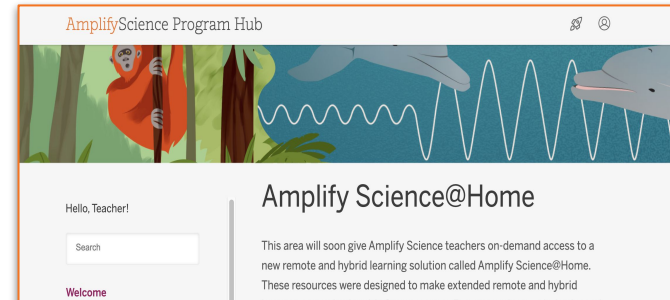 AmplifyScience Program Hub
Hello, Teacher!
Search
Welcome
Amplify Science@Home
This area will soon give Amplify Science teachers on-demand access to a
new remote and hybrid learning solution called Amplify Science@Home.
These resources were designed to make extended remote and hybrid